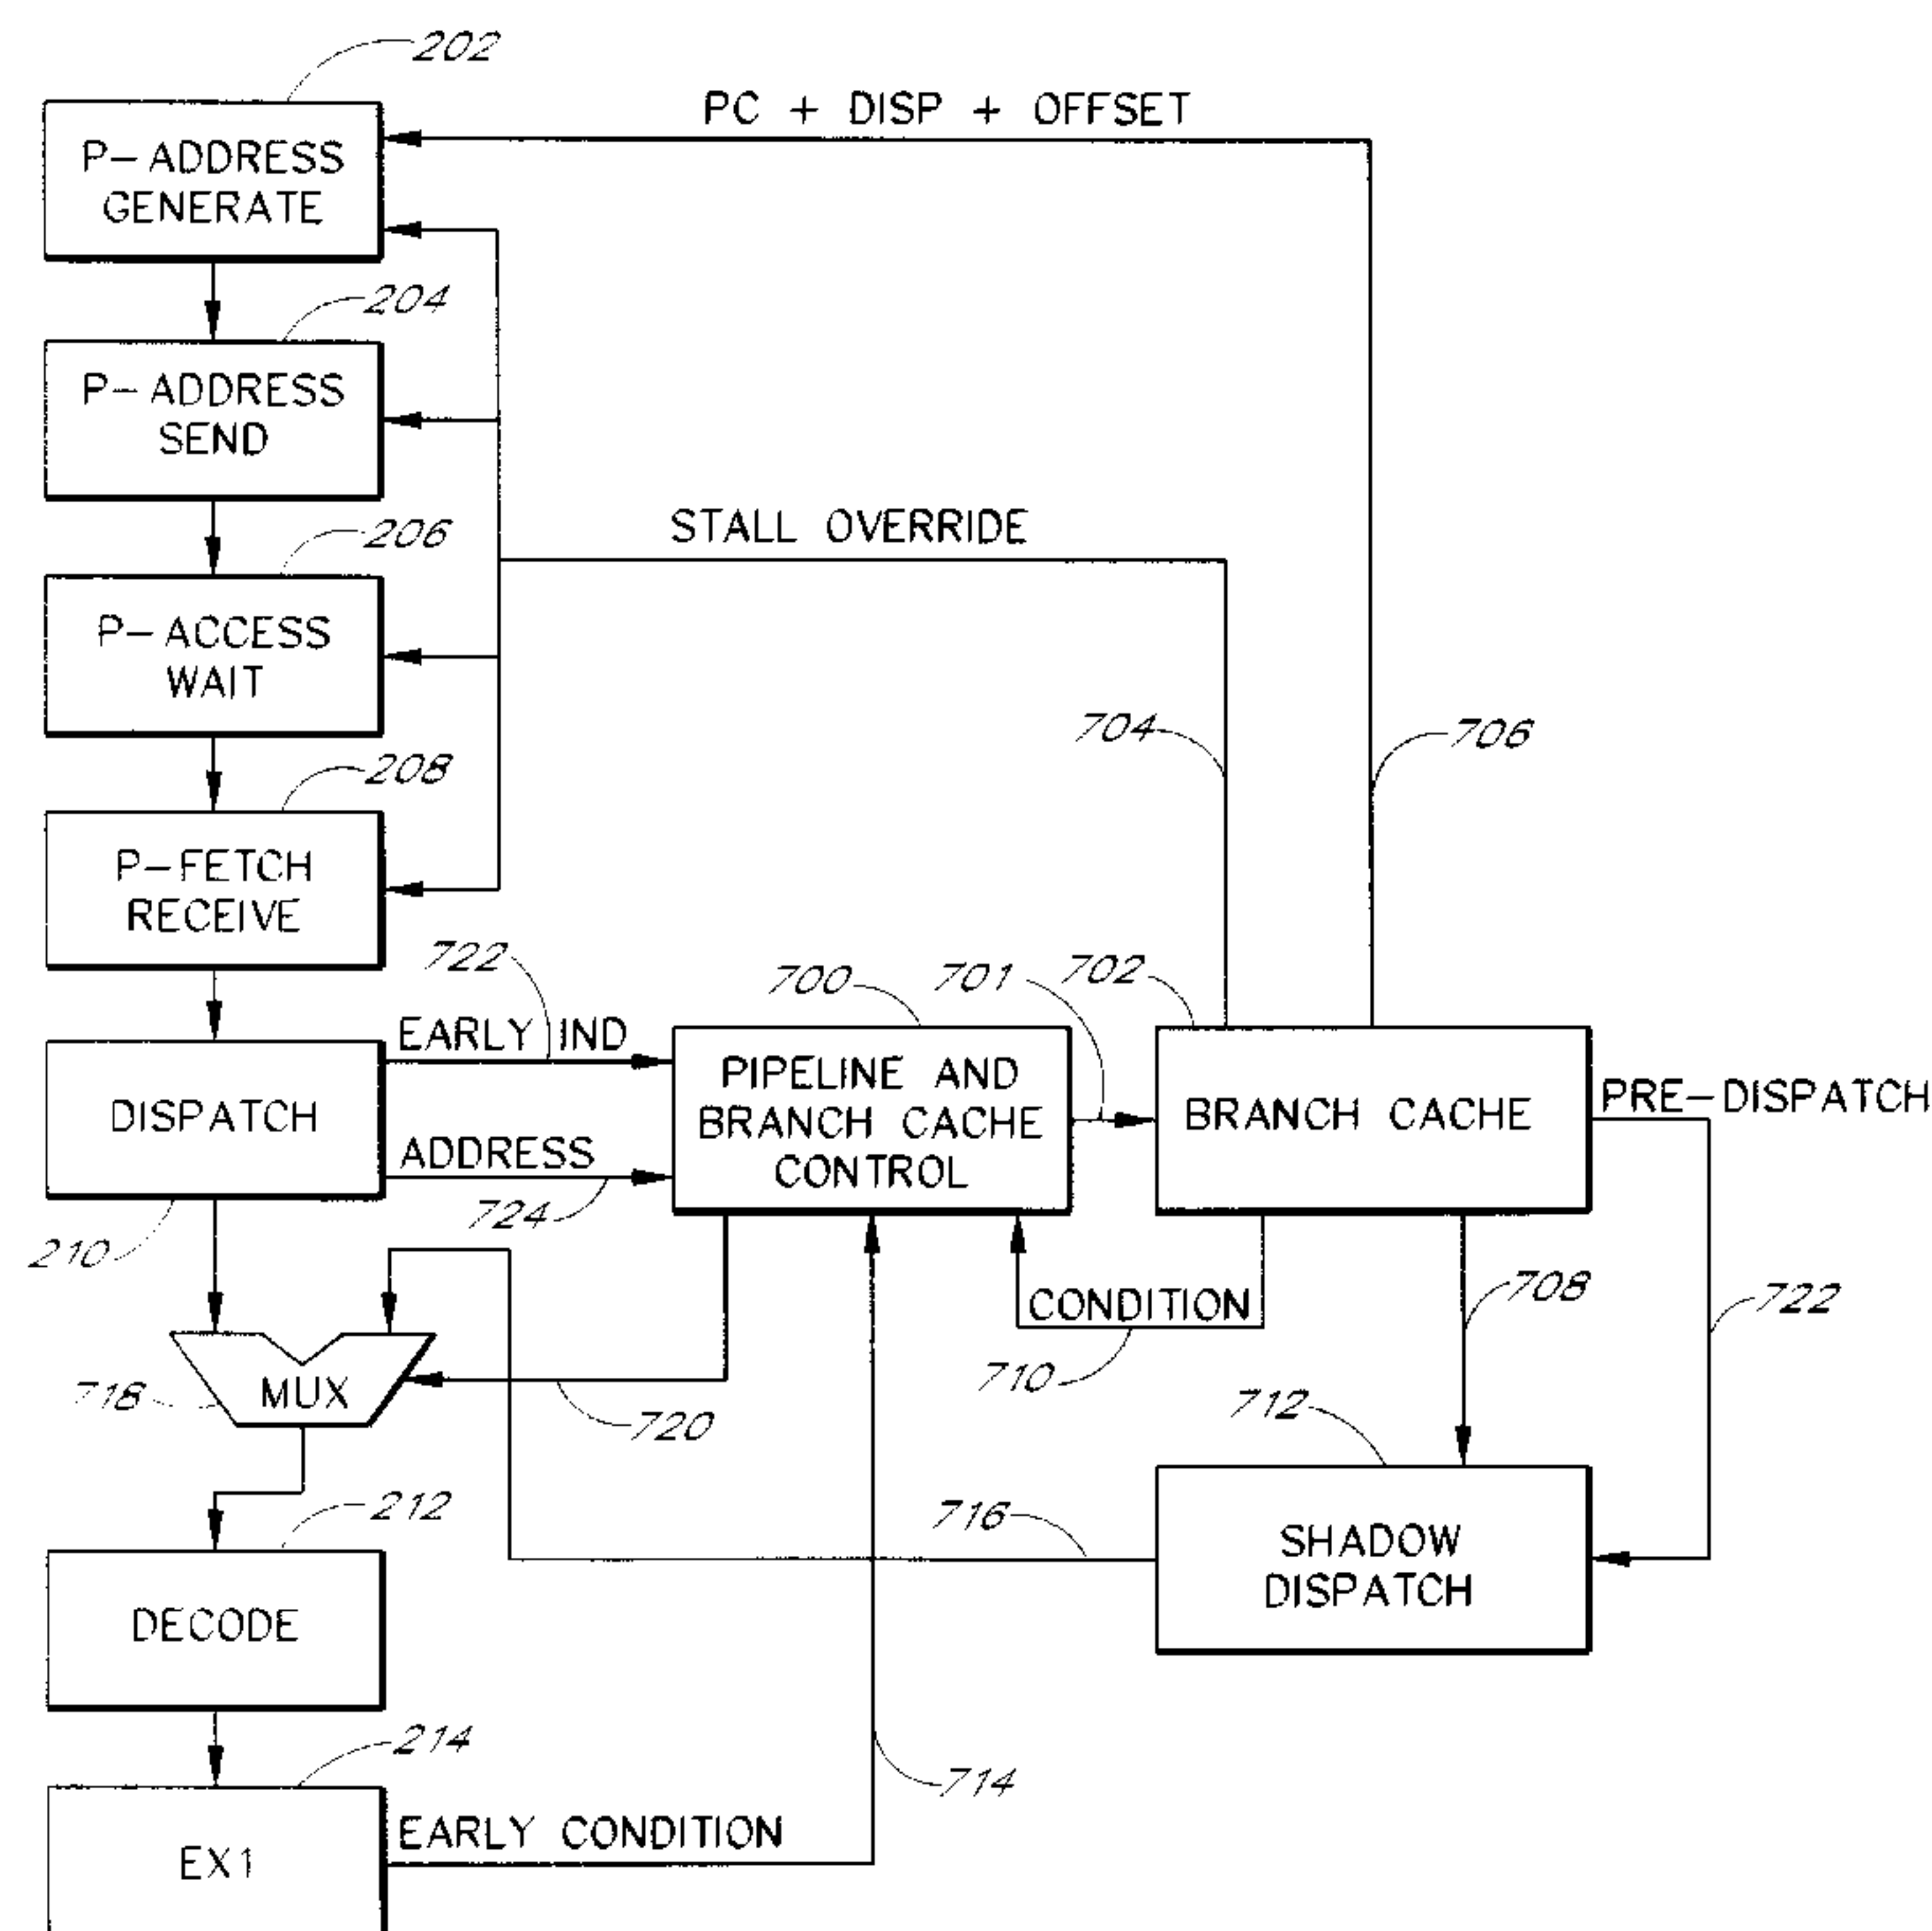 202
PC + DISP + OFFSET
P-ADDRESS
GENERATE
204
P-ADDRESS
SEND
STALL OVERRIDE
206
P-ACCESS
WAIT
704
706
208
P-FETCH
RECEIVE
722
700
701
702
EARLY IND
PIPELINE AND
BRANCH CACHE
CONTROL
DISPATCH
BRANCH CACHE
PRE-DISPATCH
ADDRESS
724
210
CONDITION
708
722
710
718
MUX
720
712
212
716
SHADOW
DISPATCH
DECODE
214
714
EARLY CONDITION
EX1